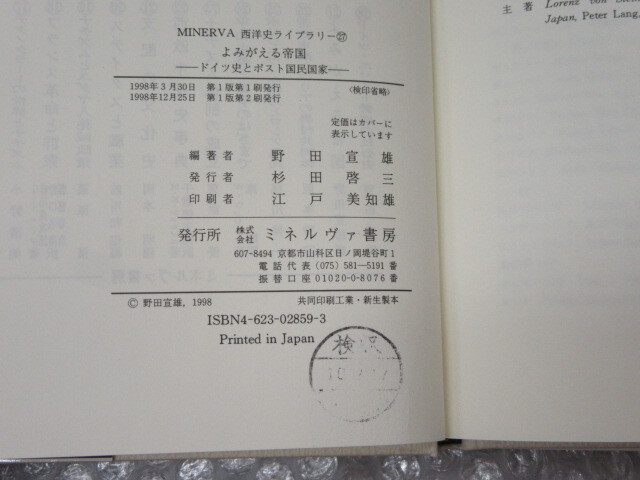 MINERVA 西洋史ライブラリー㉗
よみがえる帝国
——ドイツ史とポスト国民国家——
1998年3月30日 第1版第1刷発行
1998年12月25日 第1版第2刷発行
〈検印省略〉
定価はカバーに
表示しています
編著者 野田宣雄
発行者 杉田啓三
印刷者 江戸美知雄
発行所 株式会社 ミネルヴァ書房
607-8494 京都市山科区日ノ岡堤谷町1
電話代表 (075) 581—5191番
振替口座 01020-0-8076番
© 野田宣雄, 1998 共同印刷工業・新生製本
ISBN4-623-02859-3
Printed in Japan
検
主著 Lorenz von
Japan, Peter Lang,